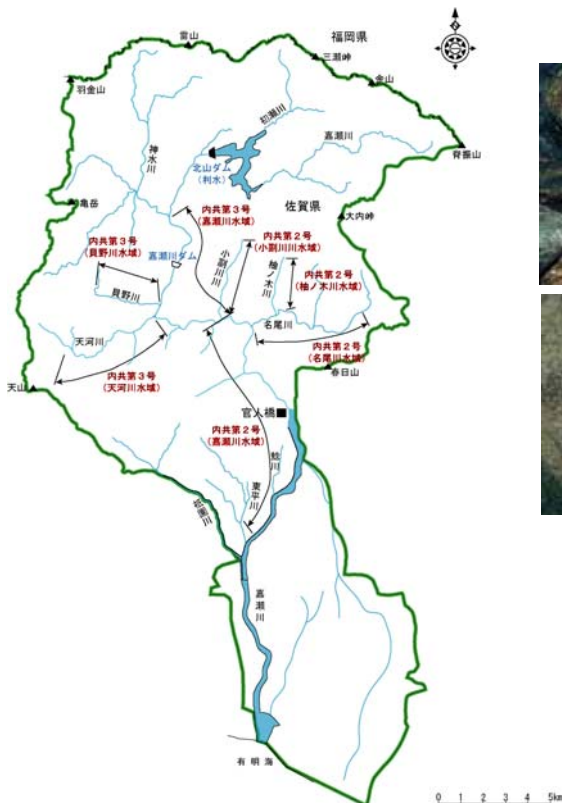 N
福岡県
雷山
三瀬峠
羽金山
金山
初瀬川
嘉瀬川
神水川
北山ダム
(利水)
脊振山
佐賀県
亀岳
大内峠
内共第3号
(嘉瀬川水域)
内共第3号
(貝野川水域)
内共第2号
(小副川川水域)
嘉瀬川ダム
小副川川
柚ノ木川
内共第2号
(柚ノ木川水域)
貝野川
名尾川
天河川
内共第2号
(名尾川水域)
内共第3号
(天河川水域)
春日山
天山
官人橋
内共第2号
(嘉瀬川水域)
鯰川
東平川
祇園川
嘉瀬川
有明海
0 1 2 3 4 5km